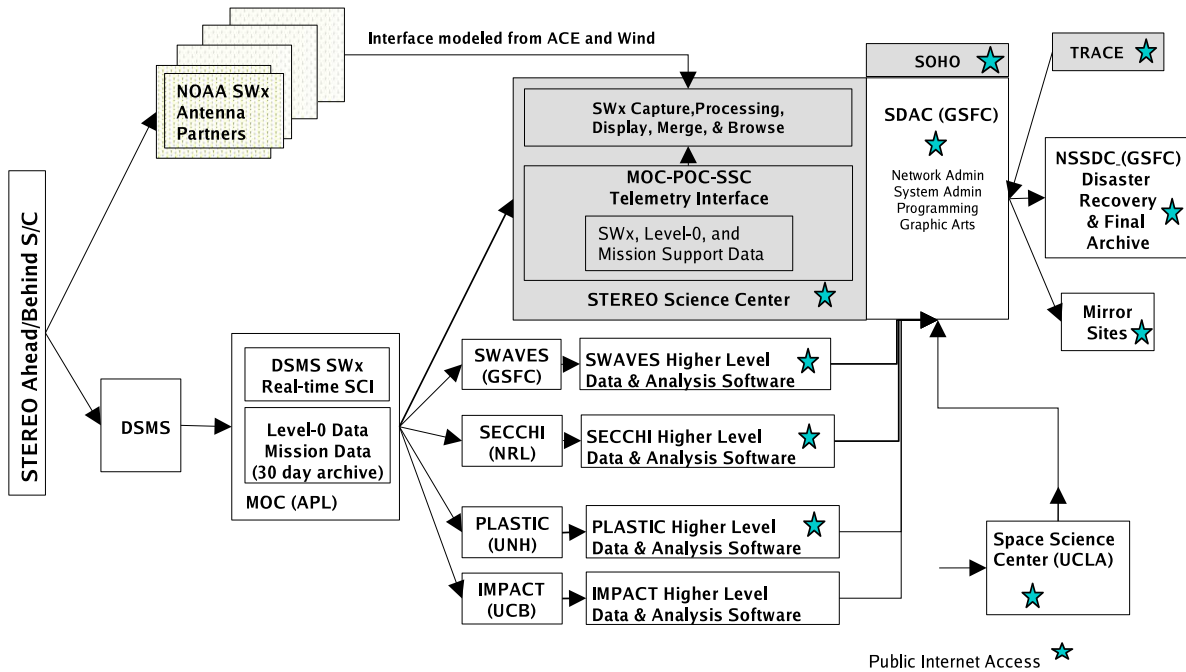 Interface modeled from ACE and Wind
NOAA SWx
Antenna
Partners
SOHO
TRACE
SWx Capture,Processing,
Display, Merge, & Browse
SDAC (GSFC)
Network Admin
System Admin
Programming
Graphic Arts
NSSDC (GSFC)
Disaster
Recovery
& Final
Archive
MOC-POC-SSC
Telemetry Interface
SWx, Level-0, and
Mission Support Data
STEREO Science Center
Mirror
Sites
STEREO Ahead/Behind S/C
DSMS
DSMS SWx
Real-time SCI
Level-0 Data
Mission Data
(30 day archive)
MOC (APL)
SWAVES
(GSFC)
SWAVES Higher Level
Data & Analysis Software
SECCHI
(NRL)
SECCHI Higher Level
Data & Analysis Software
PLASTIC
(UNH)
PLASTIC Higher Level
Data & Analysis Software
IMPACT
(UCB)
IMPACT Higher Level
Data & Analysis Software
Space Science
Center (UCLA)
Public Internet Access